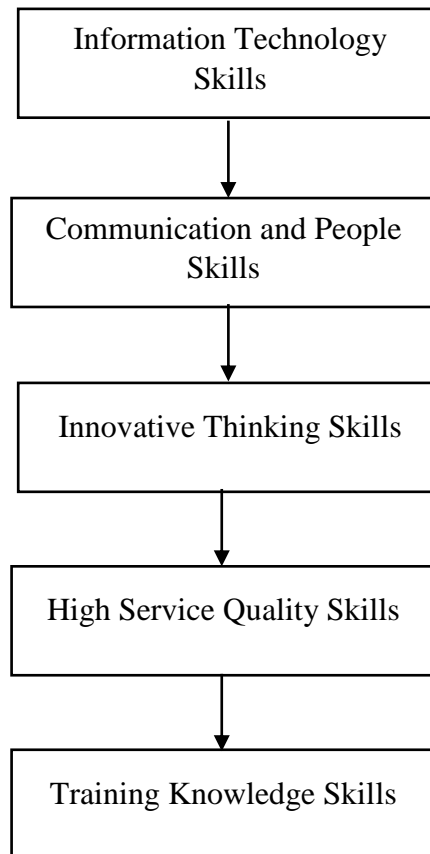 Information Technology
Skills
Communication and People
Skills
Innovative Thinking Skills
High Service Quality Skills
Training Knowledge Skills